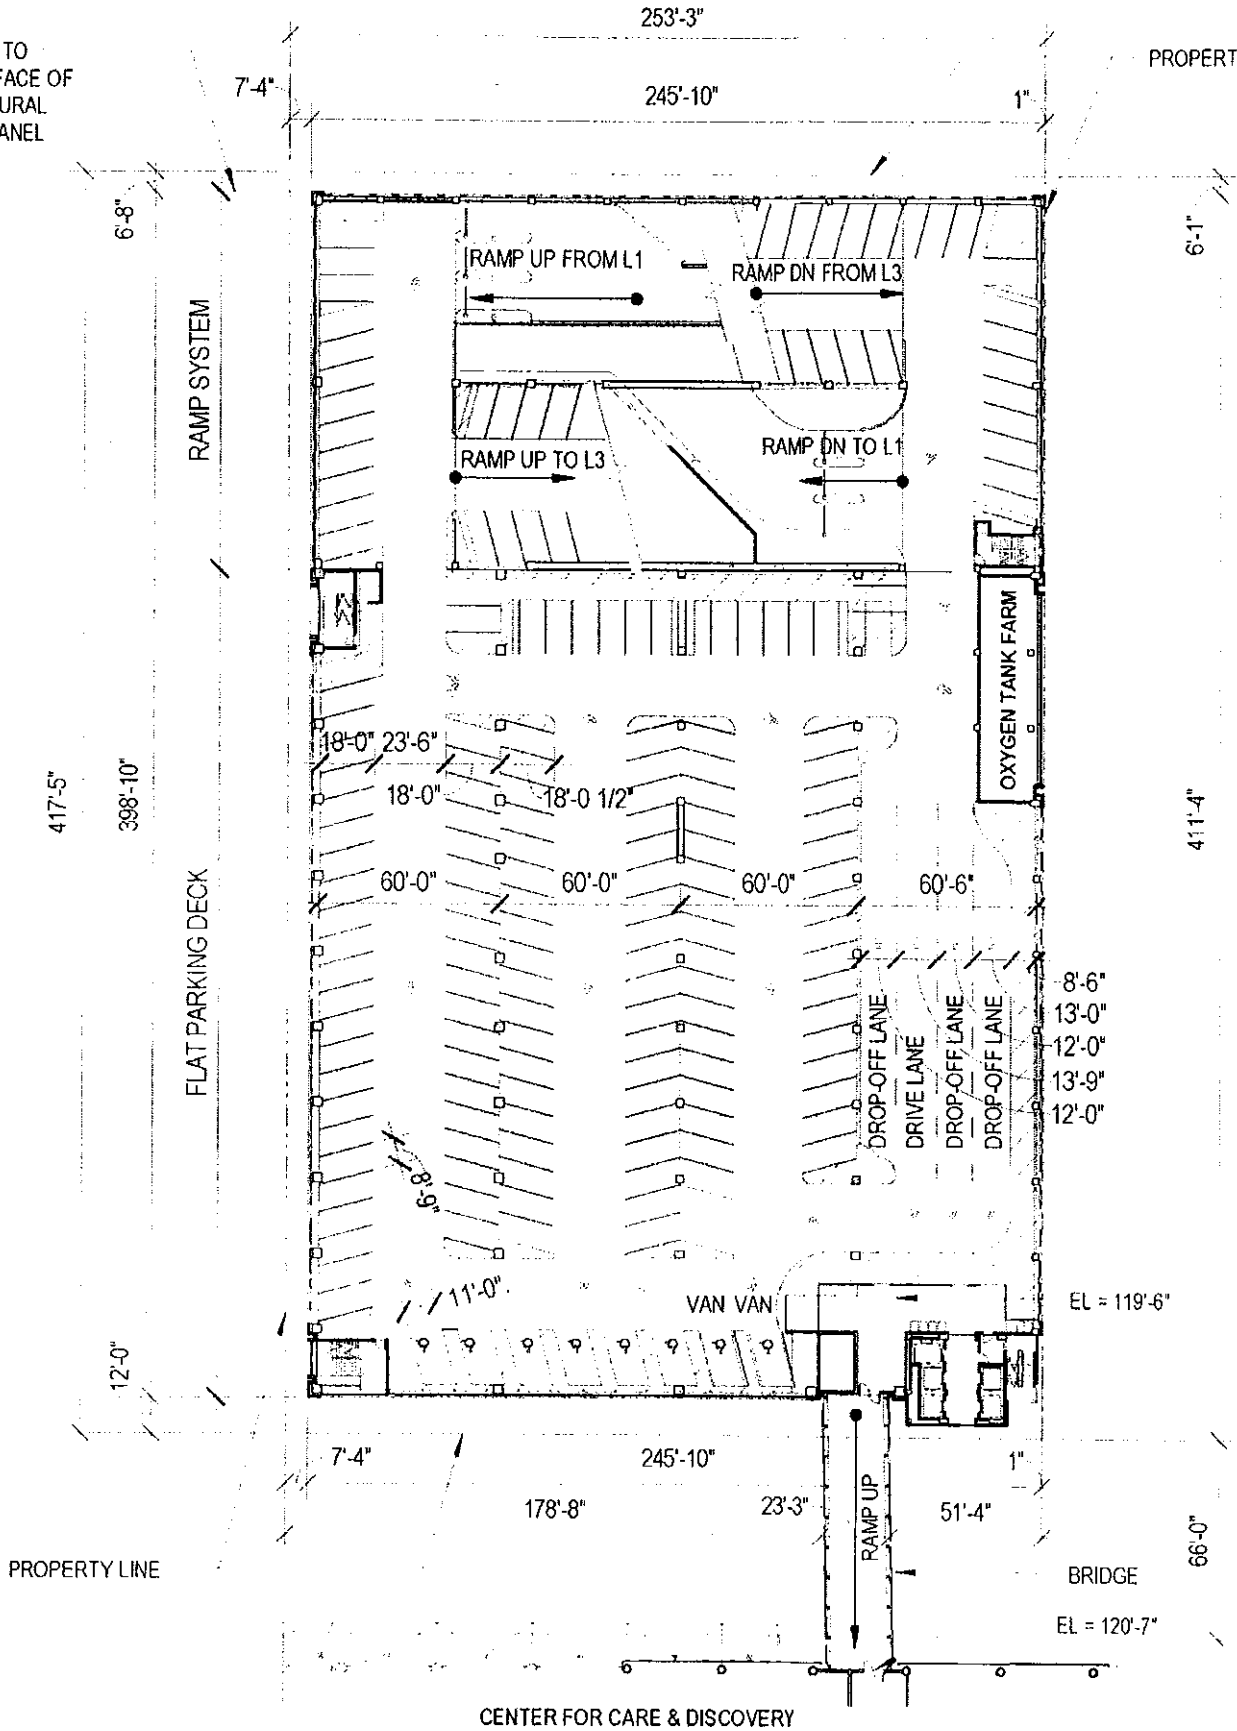 253'-3"
TO
FACE OF
URAL
ANEL
PROPERT
7'-4"
245'-10"
1"
6'-8"
6'-1"
RAMP UP FROM L1
RAMP DN FROM L3
RAMP SYSTEM
RAMP UP TO L3
RAMP DN TO L1
OXYGEN TANK FARM
18'-0" 23'-6"
18'-0"
18'-0 1/2"
417'-5"
398'-10"
411'-4"
60'-0"
60'-0"
60'-0"
60'-6"
FLAT PARKING DECK
8'-6"
13'-0"
12'-0"
13'-9"
12'-0"
DROP-OFF LANE
DRIVE LANE
DROP-OFF LANE
DROP-OFF LANE
8'-6"
11'-0"
VAN VAN
EL = 119'-6"
12'-0"
7'-4"
245'-10"
1"
178'-8"
23'-3"
RAMP UP
51'-4"
66'-0"
PROPERTY LINE
BRIDGE
EL = 120'-7"
CENTER FOR CARE & DISCOVERY